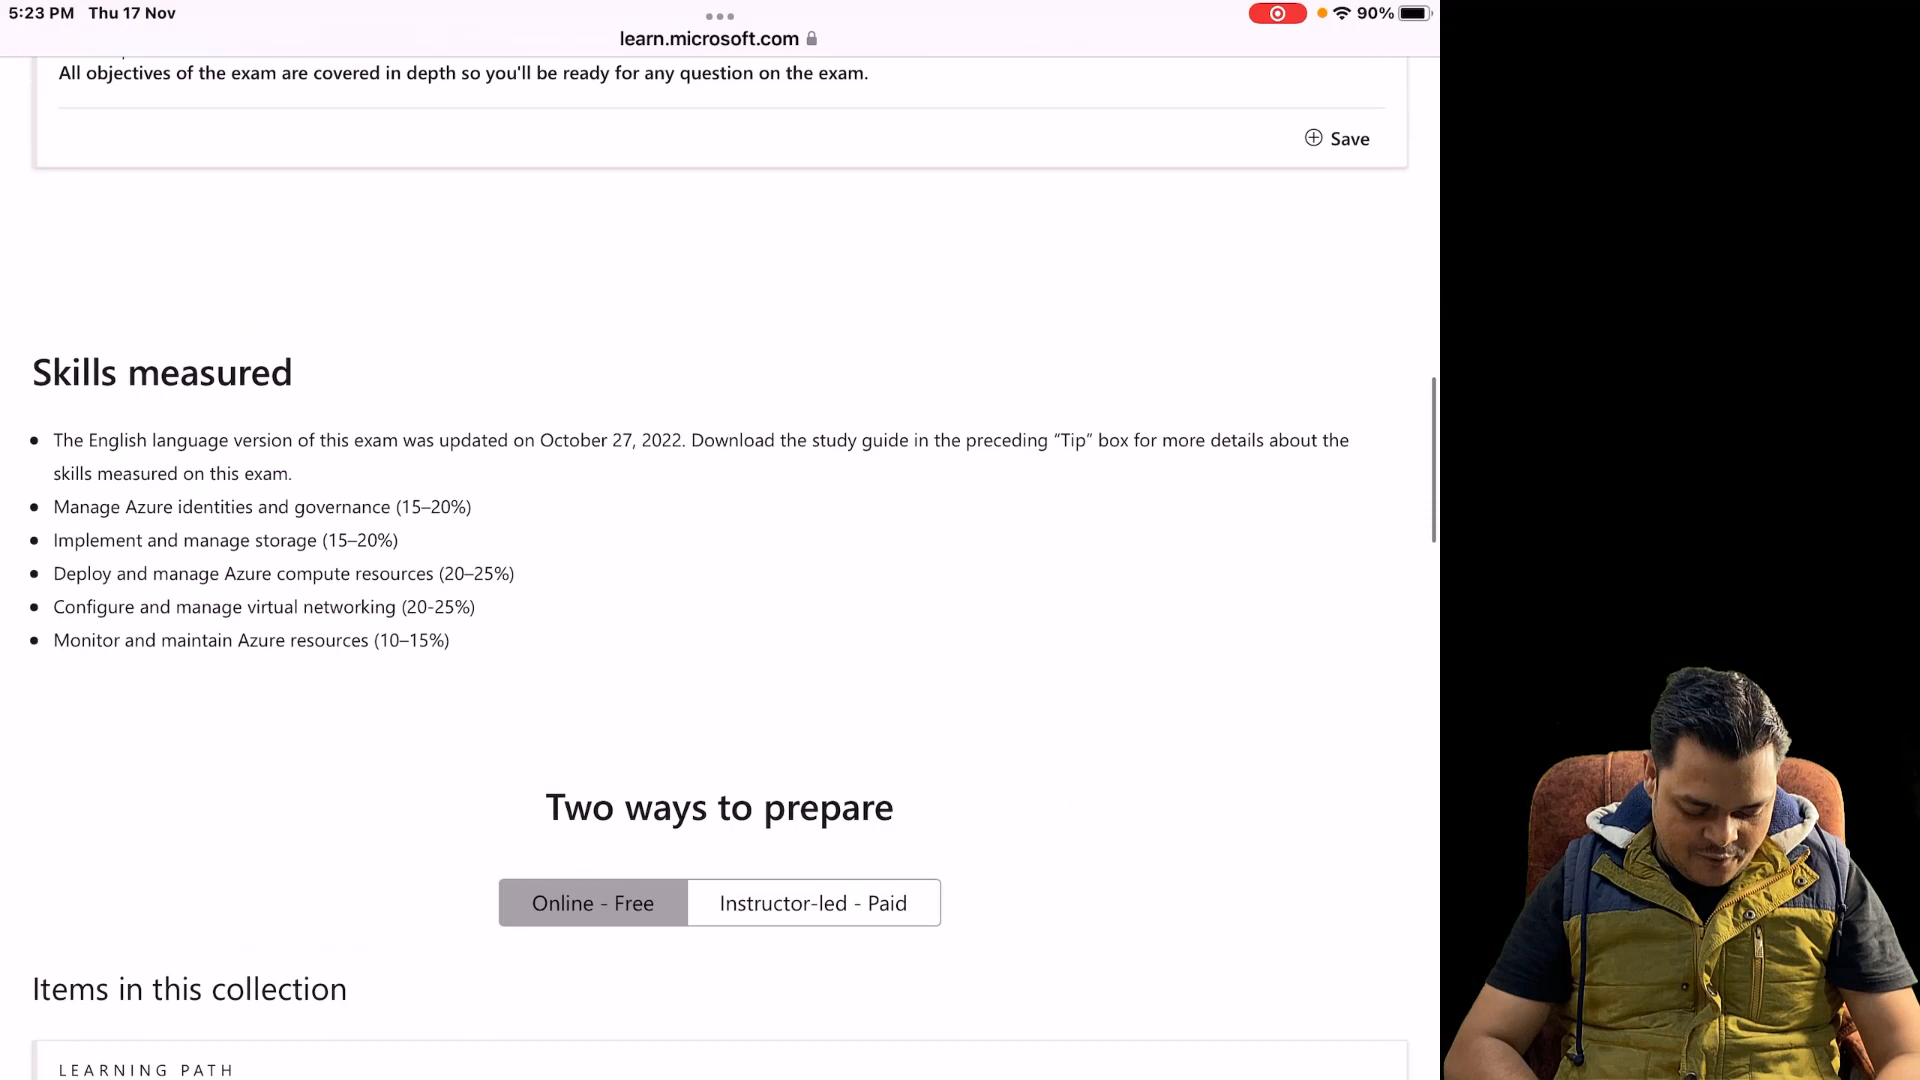 5:23 PM Thu 17 Nov
90%
learn.microsoft.com
All objectives of the exam are covered in depth so you'll be ready for any question on the exam.
Save
Skills measured
The English language version of this exam was updated on October 27, 2022. Download the study guide in the preceding “Tip” box for more details about the
skills measured on this exam.
Manage Azure identities and governance (15–20%)
Implement and manage storage (15–20%)
Deploy and manage Azure compute resources (20–25%)
Configure and manage virtual networking (20-25%)
Monitor and maintain Azure resources (10–15%)
Two ways to prepare
Online - Free
Instructor-led - Paid
Items in this collection
LEARNING PATH